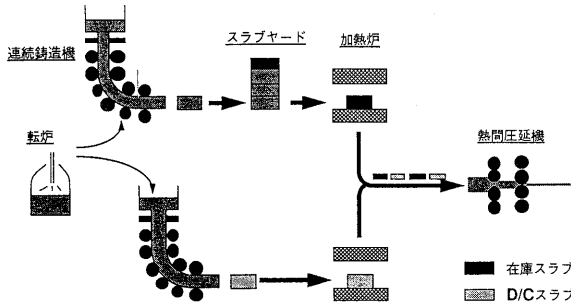 連続鋳造機
スラブヤード
加熱炉
転炉
熱間圧延機
在庫スラブ
D/Cスラブ